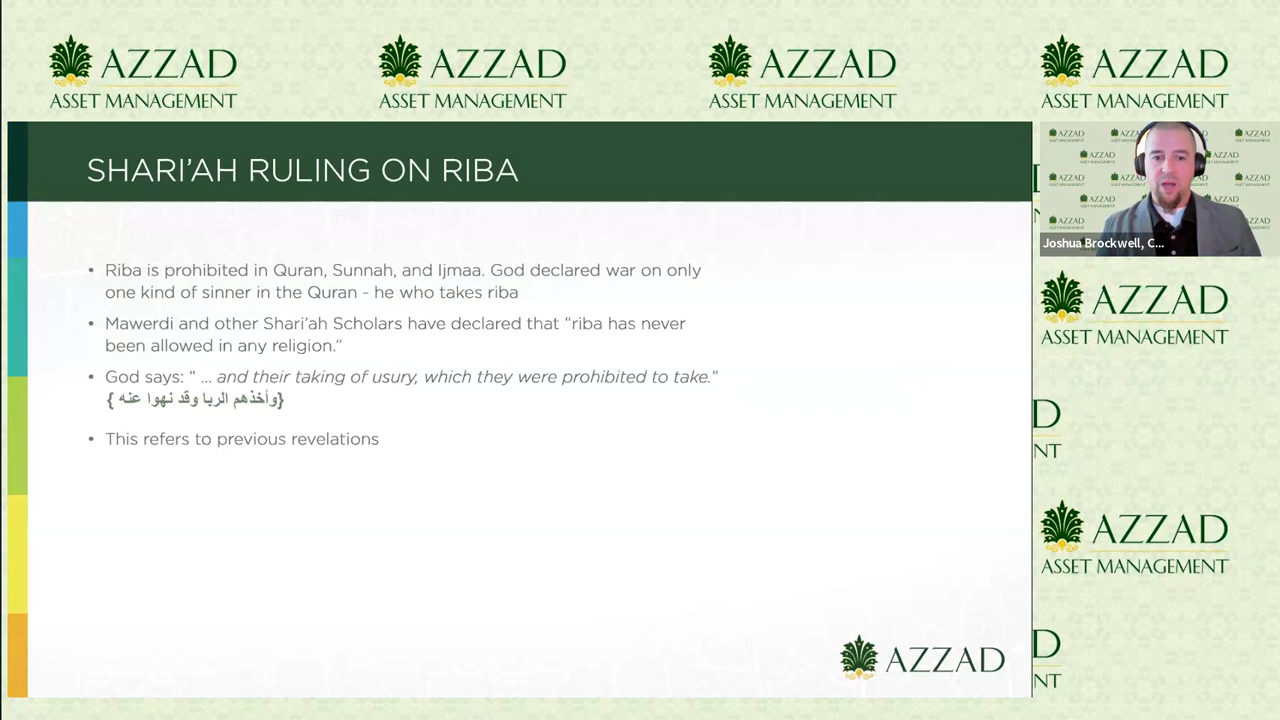 AZZAD
ASSET MANAGEMENT
AZZAD
ASSET MANAGEMENT
AZZAD
ASSET MANAGEMENT
AZZAD
ASSET MANAGEMENT
SHARI’AH RULING ON RIBA
• Riba is prohibited in Quran, Sunnah, and Ijmaa. God declared war on only
one kind of sinner in the Quran - he who takes riba
• Mawerdi and other Shari’ah Scholars have declared that “riba has never
been allowed in any religion.”
• God says: “ ... and their taking of usury, which they were prohibited to take.”
{وأخذهم الربا وقد نهوا عنه }
• This refers to previous revelations
AZZAD
Joshua Brockwell, C...
AZZAD
ASSET MANAGEMENT
D
NT
AZZAD
ASSET MANAGEMENT
D
NT